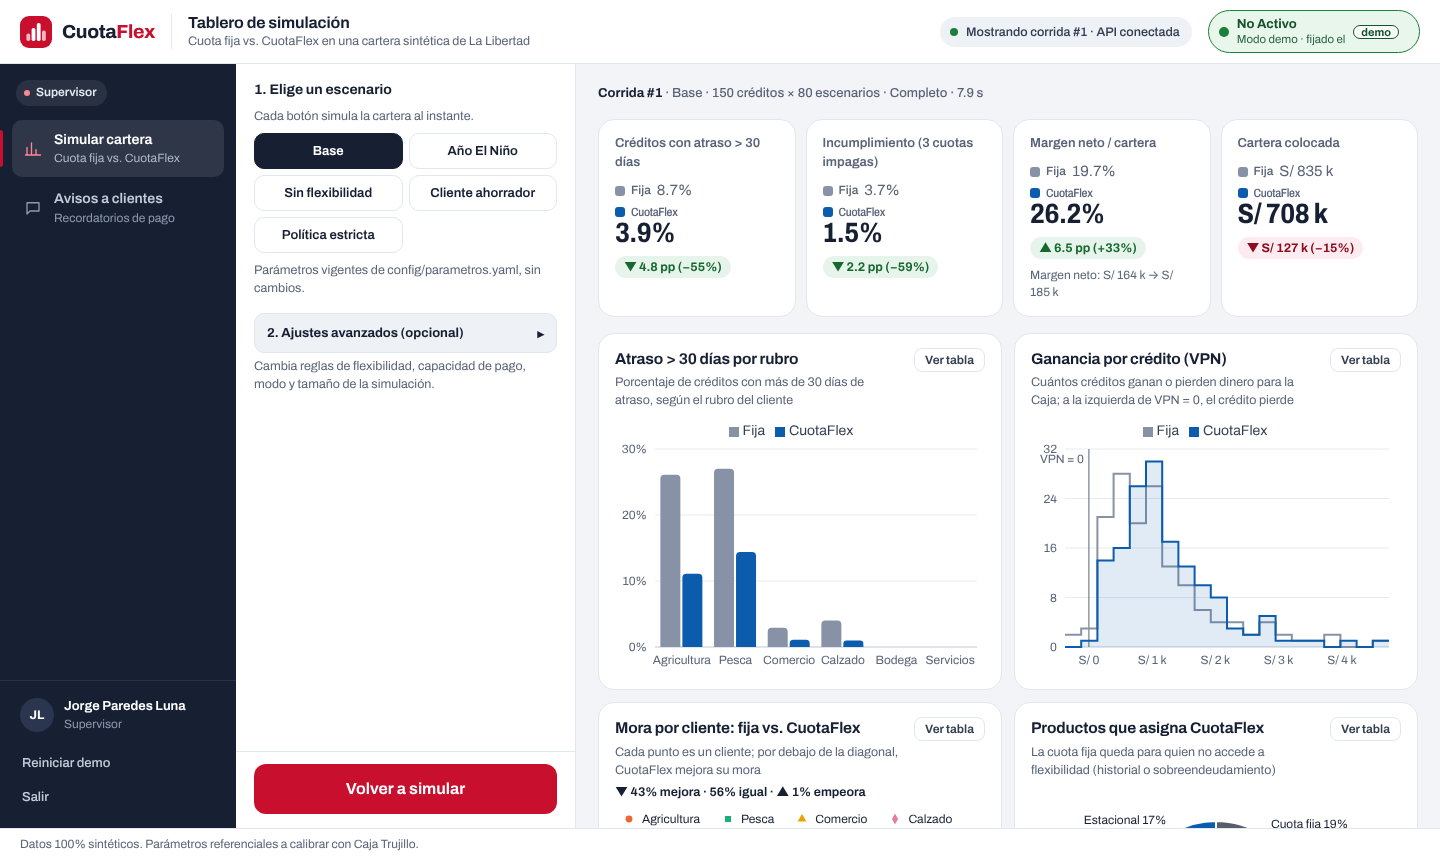 CuotaFlex
Tablero de simulación
Cuota fija vs. CuotaFlex en una cartera sintética de La Libertad
Mostrando corrida #1 · API conectada
No Activo
Modo demo · fijado el
demo
Supervisor
Simular cartera
Cuota fija vs. CuotaFlex
Avisos a clientes
Recordatorios de pago
JL
Jorge Paredes Luna
Supervisor
Reiniciar demo
Salir
1. Elige un escenario
Cada botón simula la cartera al instante.
Base
Año El Niño
Sin flexibilidad
Cliente ahorrador
Política estricta
Parámetros vigentes de config/parametros.yaml, sin
cambios.
2. Ajustes avanzados (opcional)
Cambia reglas de flexibilidad, capacidad de pago,
modo y tamaño de la simulación.
Volver a simular
Corrida #1 · Base · 150 créditos × 80 escenarios · Completo · 7.9 s
Créditos con atraso > 30
días
Fija 8.7%
CuotaFlex
3.9%
▼ 4.8 pp (−55%)
Incumplimiento (3 cuotas
impagas)
Fija 3.7%
CuotaFlex
1.5%
▼ 2.2 pp (−59%)
Margen neto / cartera
Fija 19.7%
CuotaFlex
26.2%
▲ 6.5 pp (+33%)
Margen neto: S/ 164 k → S/
185 k
Cartera colocada
Fija S/ 835 k
CuotaFlex
S/ 708 k
▼ S/ 127 k (−15%)
Atraso > 30 días por rubro
Ver tabla
Porcentaje de créditos con más de 30 días de
atraso, según el rubro del cliente
Fija CuotaFlex
30%
20%
10%
0%
Agricultura Pesca Comercio Calzado Bodega Servicios
Ganancia por crédito (VPN)
Ver tabla
Cuántos créditos ganan o pierden dinero para la
Caja; a la izquierda de VPN = 0, el crédito pierde
Fija CuotaFlex
32
VPN = 0
24
16
8
0
S/ 0 S/ 1 k S/ 2 k S/ 3 k S/ 4 k
Mora por cliente: fija vs. CuotaFlex
Ver tabla
Cada punto es un cliente; por debajo de la diagonal,
CuotaFlex mejora su mora
▼ 43% mejora · 56% igual · ▲ 1% empeora
Agricultura Pesca Comercio Calzado
Productos que asigna CuotaFlex
Ver tabla
La cuota fija queda para quien no accede a
flexibilidad (historial o sobreendeudamiento)
Estacional 17%
Cuota fija 19%
Datos 100% sintéticos. Parámetros referenciales a calibrar con Caja Trujillo.